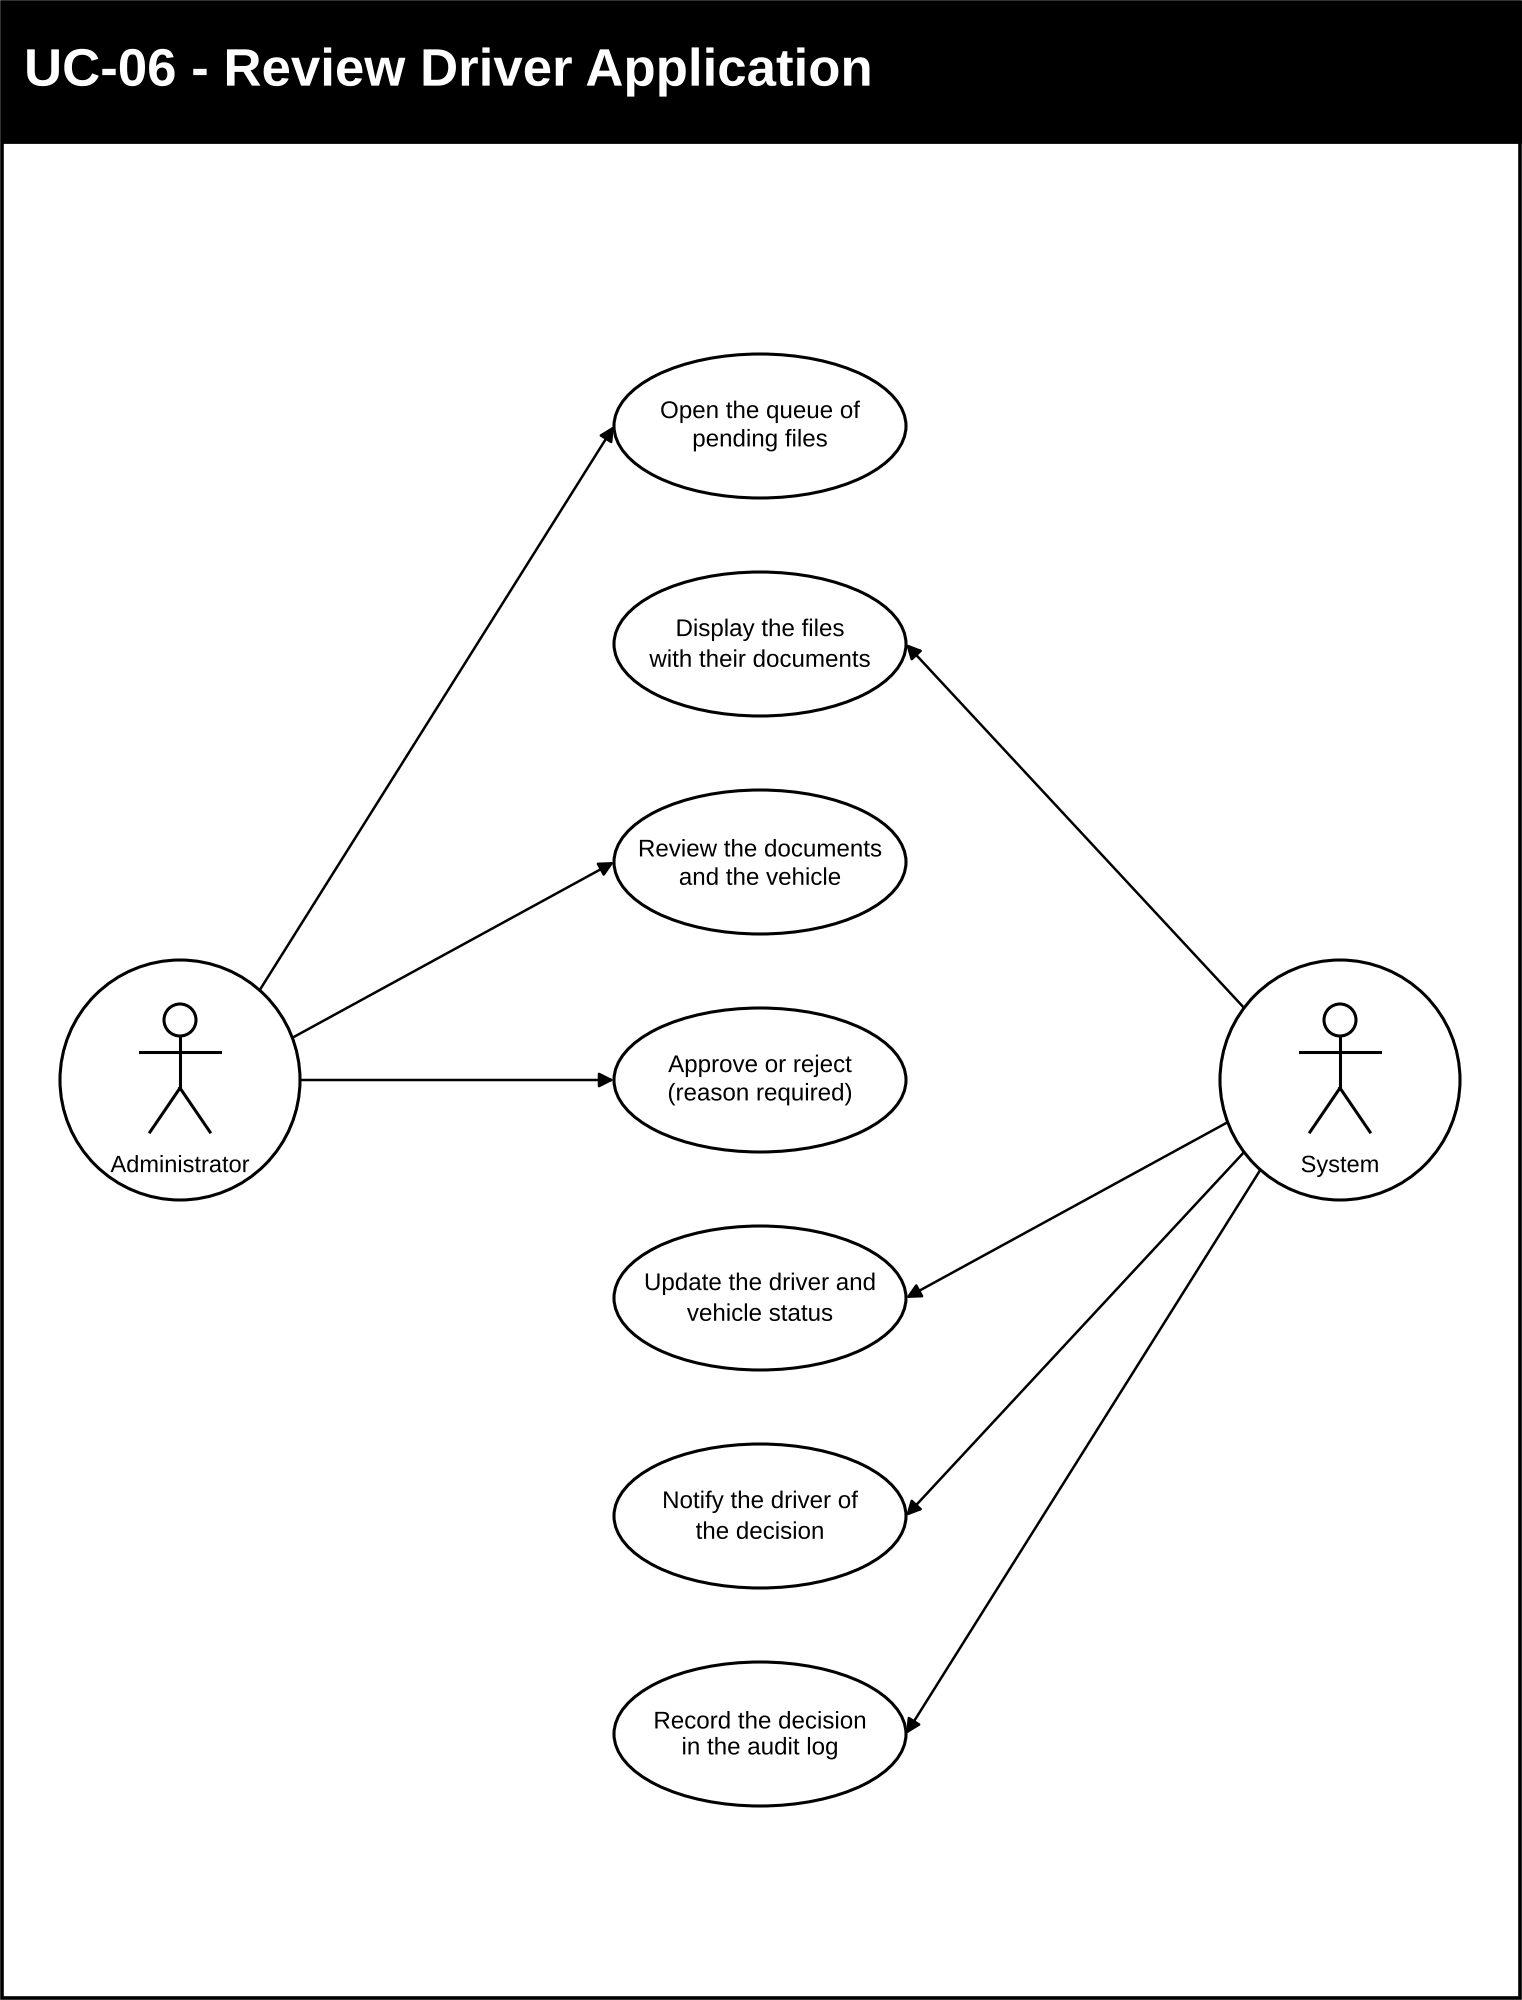 UC-06 - Review Driver Application
Open the queue of
pending files
Display the files
with their documents
Review the documents
and the vehicle
Administrator
Approve or reject
(reason required)
System
Update the driver and
vehicle status
Notify the driver of
the decision
Record the decision
in the audit log